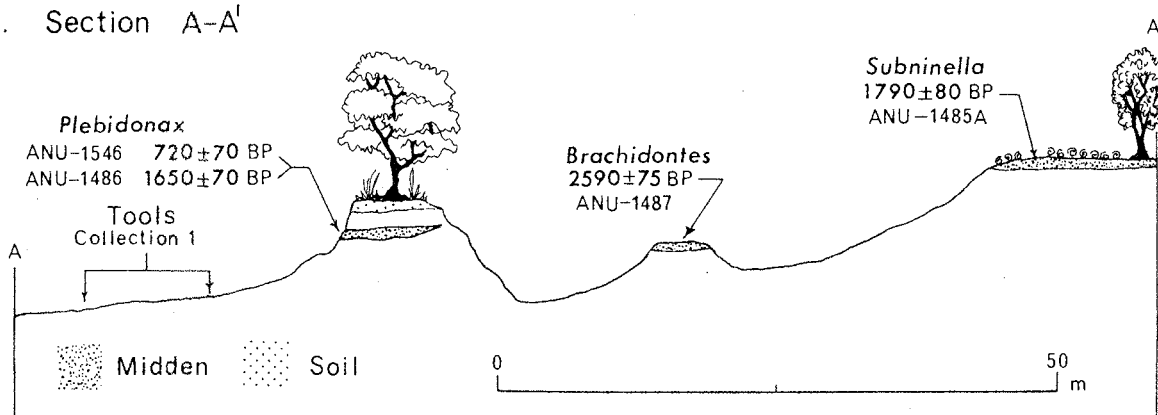 . Section A-A'
A
Subninella
1790±80 BP
ANU-1485A
Plebidonax
ANU-1546 720±70 BP
ANU-1486 1650±70 BP
Brachidontes
2590±75 BP
ANU-1487
Tools
Collection 1
A
Midden
Soil
0
50
m